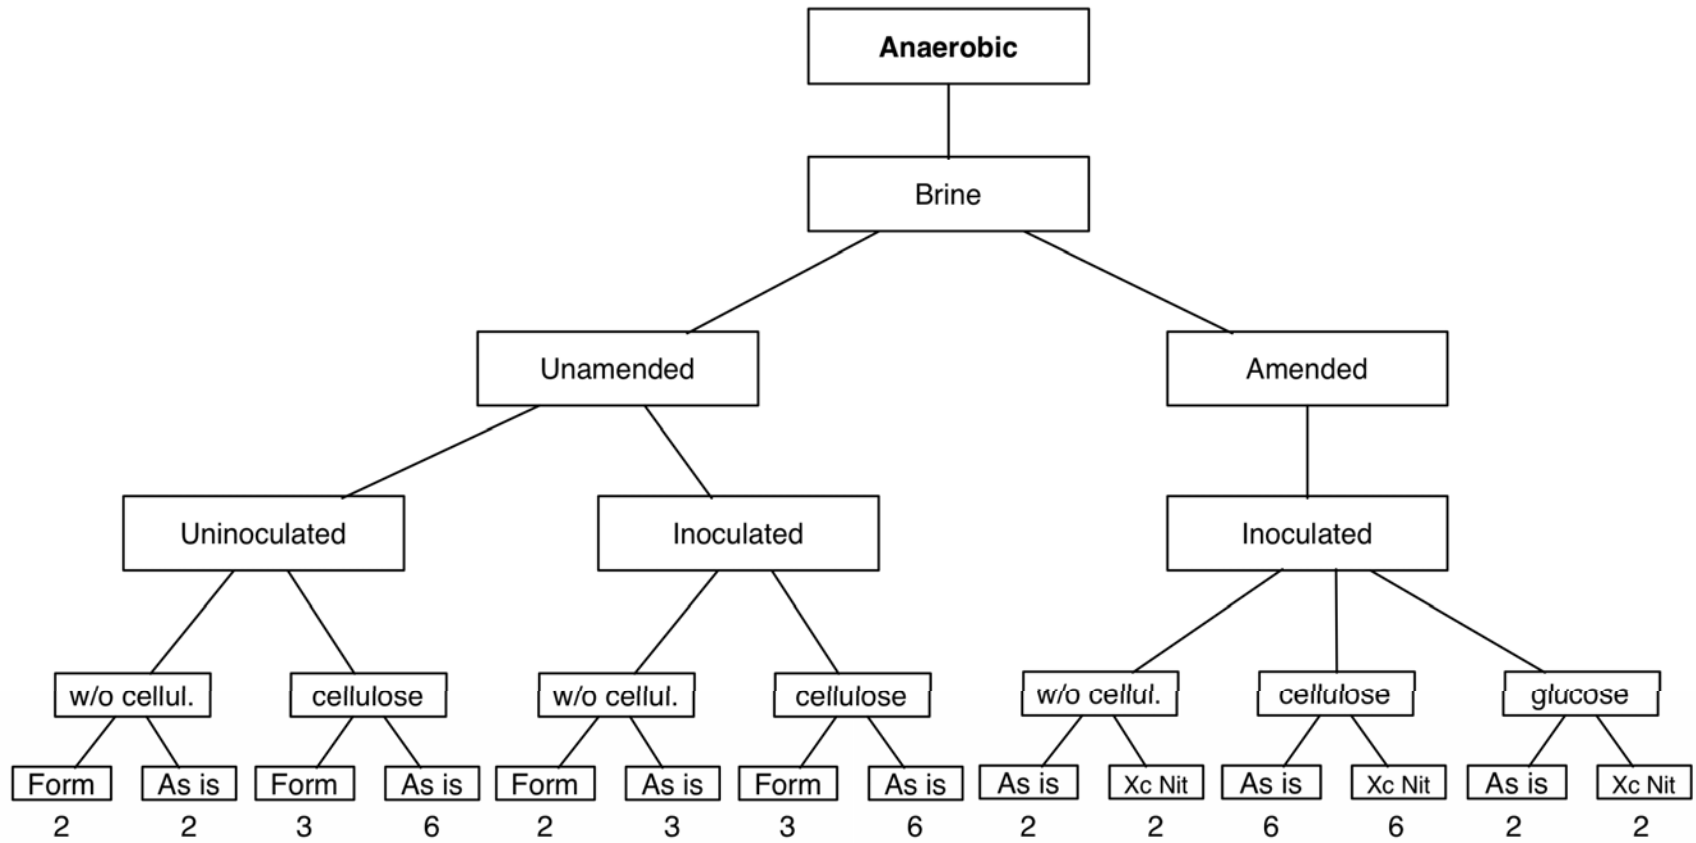 Anaerobic
Brine
Unamended Amended
Uninoculated Inoculated Inoculated
w/o cellul. cellulose w/o cellul. cellulose w/o cellul. cellulose glucose
Form As is Form As is Form As is Form As is As is Xc Nit As is Xc Nit As is Xc Nit
2 2 3 6 2 3 3 6 2 2 6 6 2 2